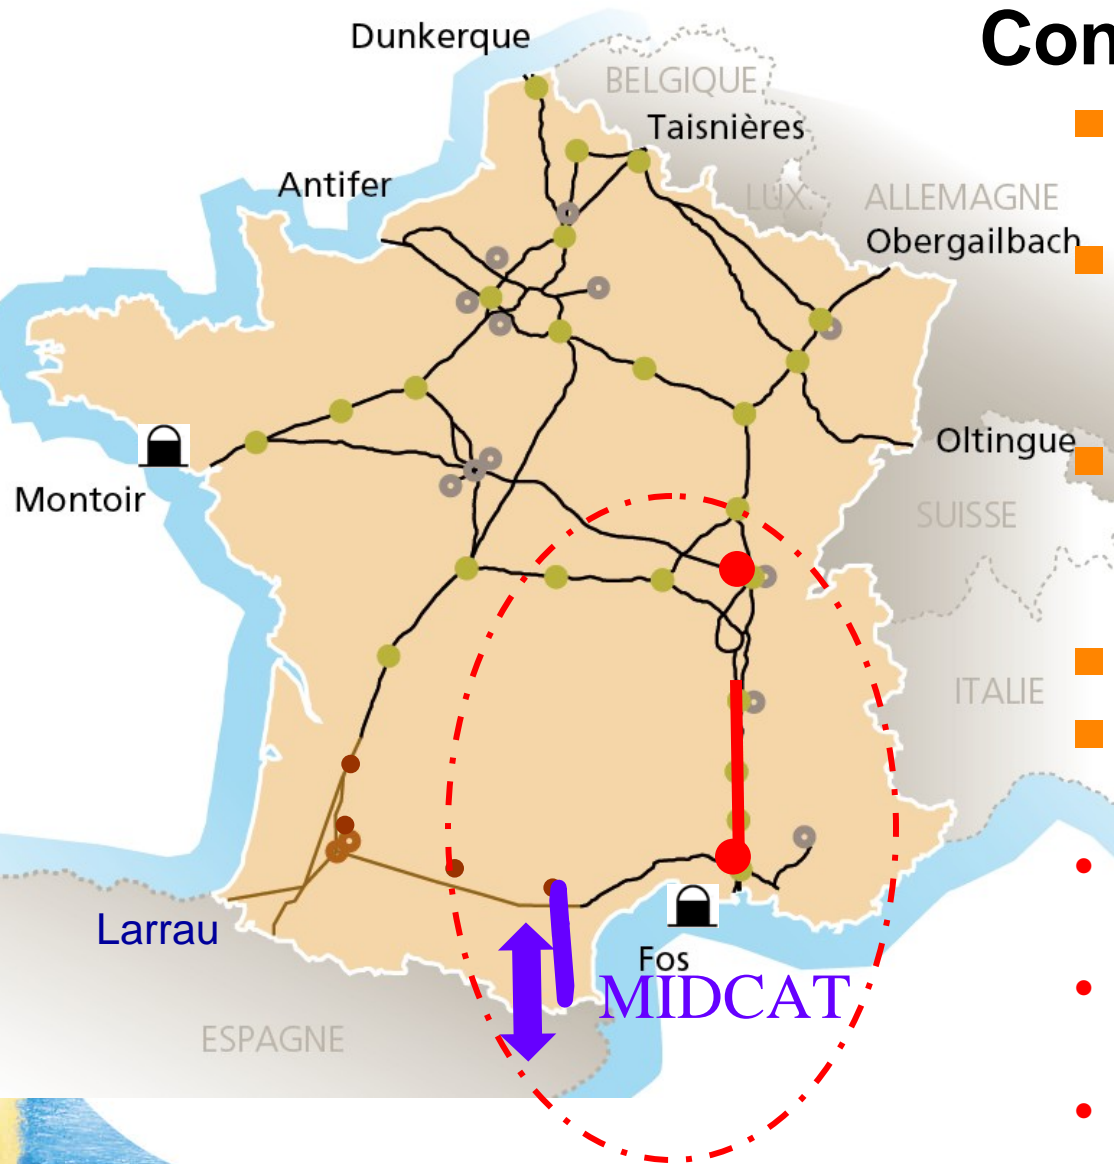 Con
Dunkerque
BELGIQUE
Taisnières
Antifer
LUX.
ALLEMAGNE
Obergailbach
Oltingue
Montoir
SUISSE
ITALIE
Larrau
Fos
MIDCAT
ESPAGNE